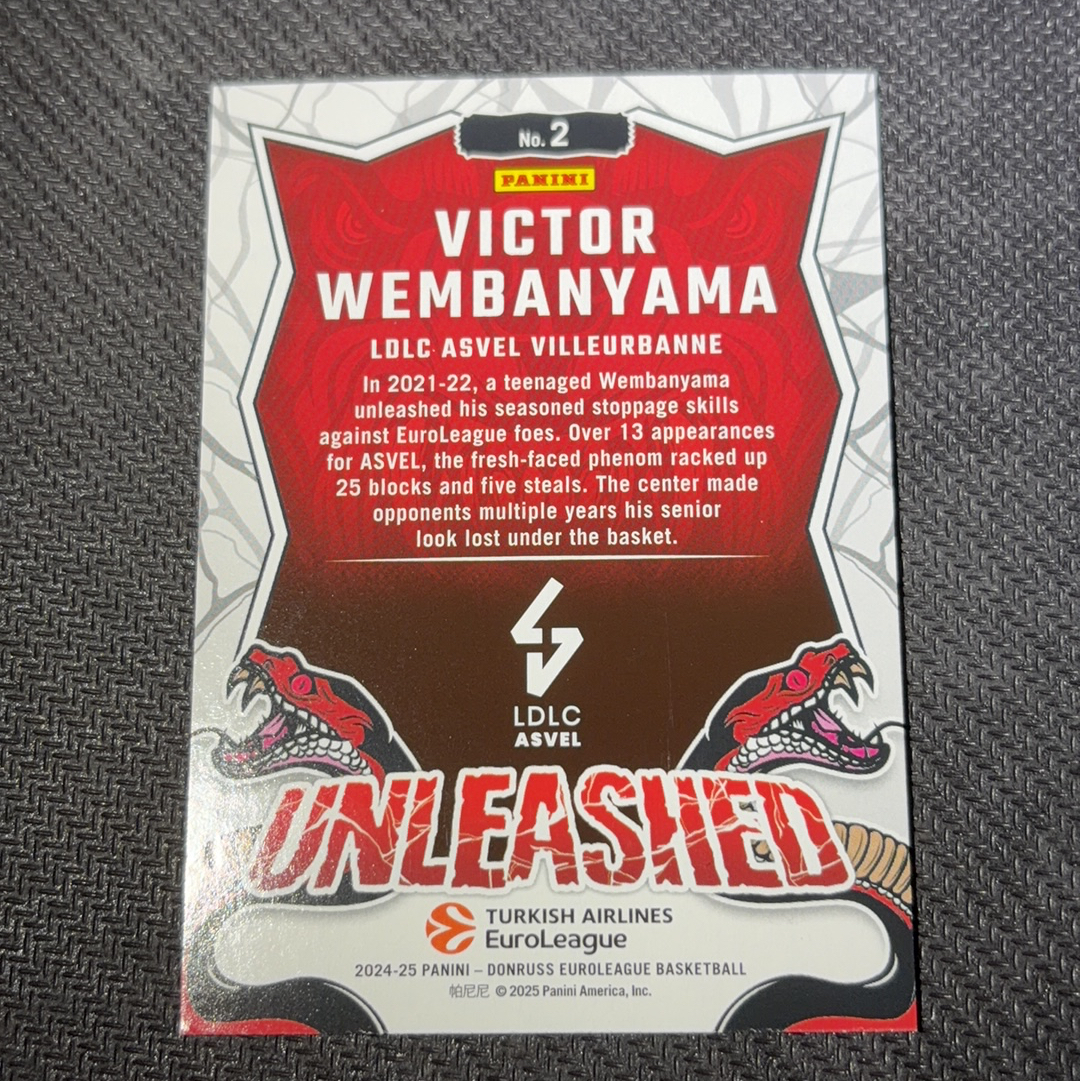 No. 2
PANINI
VICTOR
WEMBANYAMA
LDLC ASVEL VILLEURBANNE
In 2021-22, a teenaged Wembanyama
unleashed his seasoned stoppage skills
against EuroLeague foes. Over 13 appearances
for ASVEL, the fresh-faced phenom racked up
25 blocks and five steals. The center made
opponents multiple years his senior
look lost under the basket.
LDLC
ASVEL
UNLEASHED
TURKISH AIRLINES
EuroLeague
2024-25 PANINI – DONRUSS EUROLEAGUE BASKETBALL
帕尼尼 © 2025 Panini America, Inc.